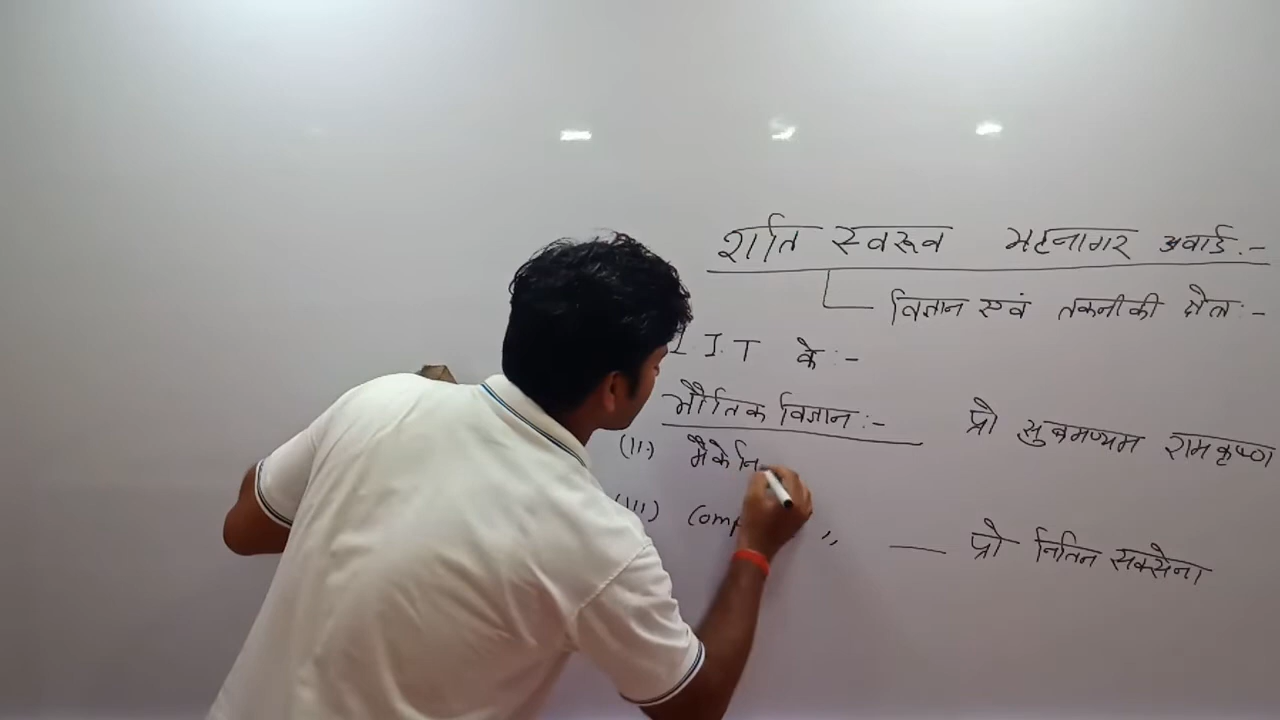 शांति स्वरूव भटनागर अवार्ड :-
विज्ञान एवं तकनीकी क्षेत्र :-
I.I.T के :-
भौतिक विज्ञान :- प्रो सुब्रमण्यम रामकृष्ण
(II.) मैकेनि
(III) Comp ,, — प्रो नितिन सक्सेना